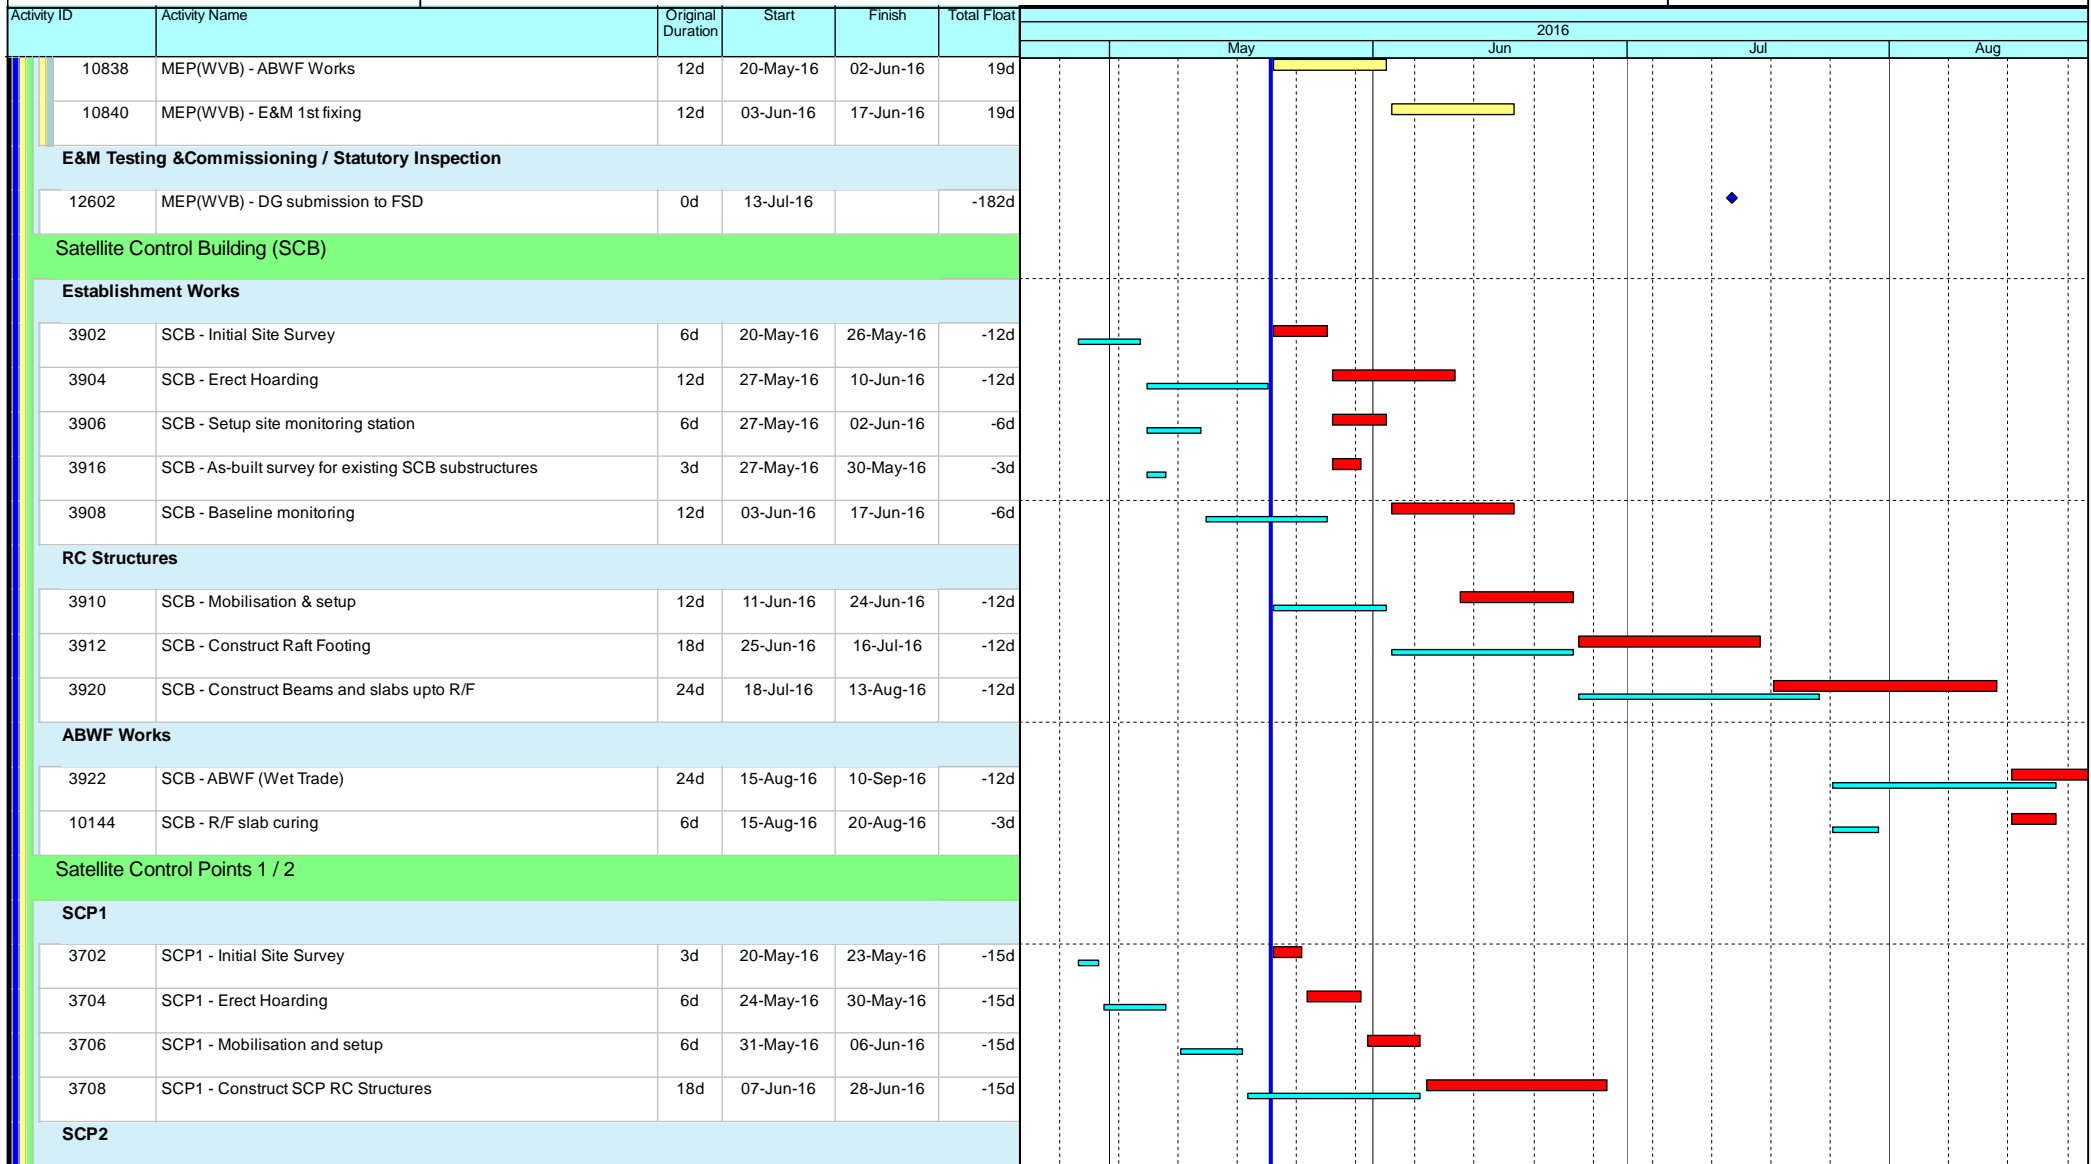 Activity ID Activity Name Original Duration Start Finish Total Float
2016
May Jun Jul Aug
10838 MEP(WVB) - ABWF Works 12d 20-May-16 02-Jun-16 19d
10840 MEP(WVB) - E&M 1st fixing 12d 03-Jun-16 17-Jun-16 19d
E&M Testing &Commissioning / Statutory Inspection
12602 MEP(WVB) - DG submission to FSD 0d 13-Jul-16 -182d
Satellite Control Building (SCB)
Establishment Works
3902 SCB - Initial Site Survey 6d 20-May-16 26-May-16 -12d
3904 SCB - Erect Hoarding 12d 27-May-16 10-Jun-16 -12d
3906 SCB - Setup site monitoring station 6d 27-May-16 02-Jun-16 -6d
3916 SCB - As-built survey for existing SCB substructures 3d 27-May-16 30-May-16 -3d
3908 SCB - Baseline monitoring 12d 03-Jun-16 17-Jun-16 -6d
RC Structures
3910 SCB - Mobilisation & setup 12d 11-Jun-16 24-Jun-16 -12d
3912 SCB - Construct Raft Footing 18d 25-Jun-16 16-Jul-16 -12d
3920 SCB - Construct Beams and slabs upto R/F 24d 18-Jul-16 13-Aug-16 -12d
ABWF Works
3922 SCB - ABWF (Wet Trade) 24d 15-Aug-16 10-Sep-16 -12d
10144 SCB - R/F slab curing 6d 15-Aug-16 20-Aug-16 -3d
Satellite Control Points 1 / 2
SCP1
3702 SCP1 - Initial Site Survey 3d 20-May-16 23-May-16 -15d
3704 SCP1 - Erect Hoarding 6d 24-May-16 30-May-16 -15d
3706 SCP1 - Mobilisation and setup 6d 31-May-16 06-Jun-16 -15d
3708 SCP1 - Construct SCP RC Structures 18d 07-Jun-16 28-Jun-16 -15d
SCP2